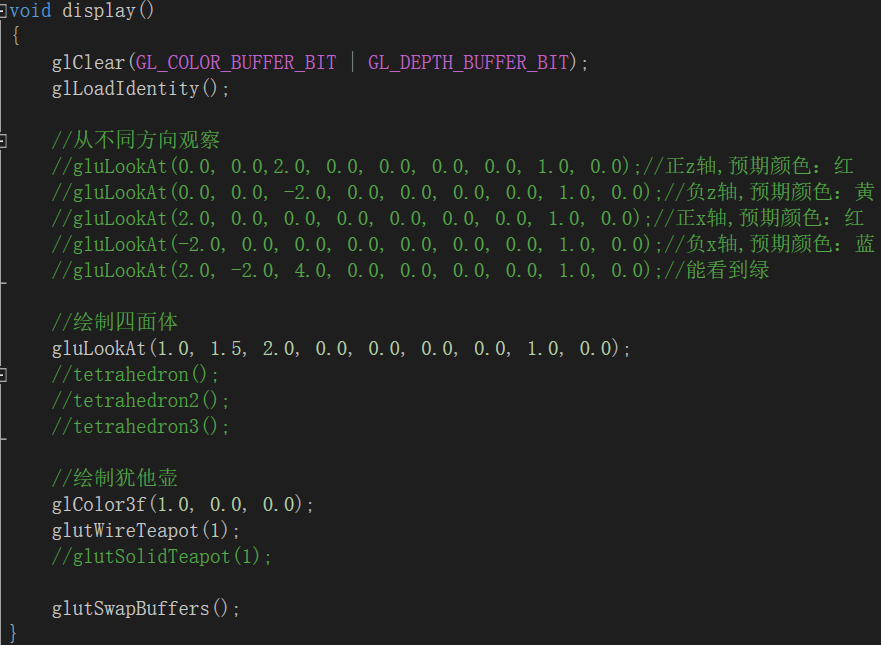 void display()
{
glClear(GL_COLOR_BUFFER_BIT | GL_DEPTH_BUFFER_BIT);
glLoadIdentity();
//从不同方向观察
//gluLookAt(0.0, 0.0,2.0, 0.0, 0.0, 0.0, 0.0, 1.0, 0.0);//正z轴,预期颜色：红
//gluLookAt(0.0, 0.0, -2.0, 0.0, 0.0, 0.0, 0.0, 1.0, 0.0);//负z轴,预期颜色：黄
//gluLookAt(2.0, 0.0, 0.0, 0.0, 0.0, 0.0, 0.0, 1.0, 0.0);//正x轴,预期颜色：红
//gluLookAt(-2.0, 0.0, 0.0, 0.0, 0.0, 0.0, 0.0, 1.0, 0.0);//负x轴,预期颜色：蓝
//gluLookAt(2.0, -2.0, 4.0, 0.0, 0.0, 0.0, 0.0, 1.0, 0.0);//能看到绿
//绘制四面体
gluLookAt(1.0, 1.5, 2.0, 0.0, 0.0, 0.0, 0.0, 1.0, 0.0);
//tetrahedron();
//tetrahedron2();
//tetrahedron3();
//绘制犹他壶
glColor3f(1.0, 0.0, 0.0);
glutWireTeapot(1);
//glutSolidTeapot(1);
glutSwapBuffers();
}